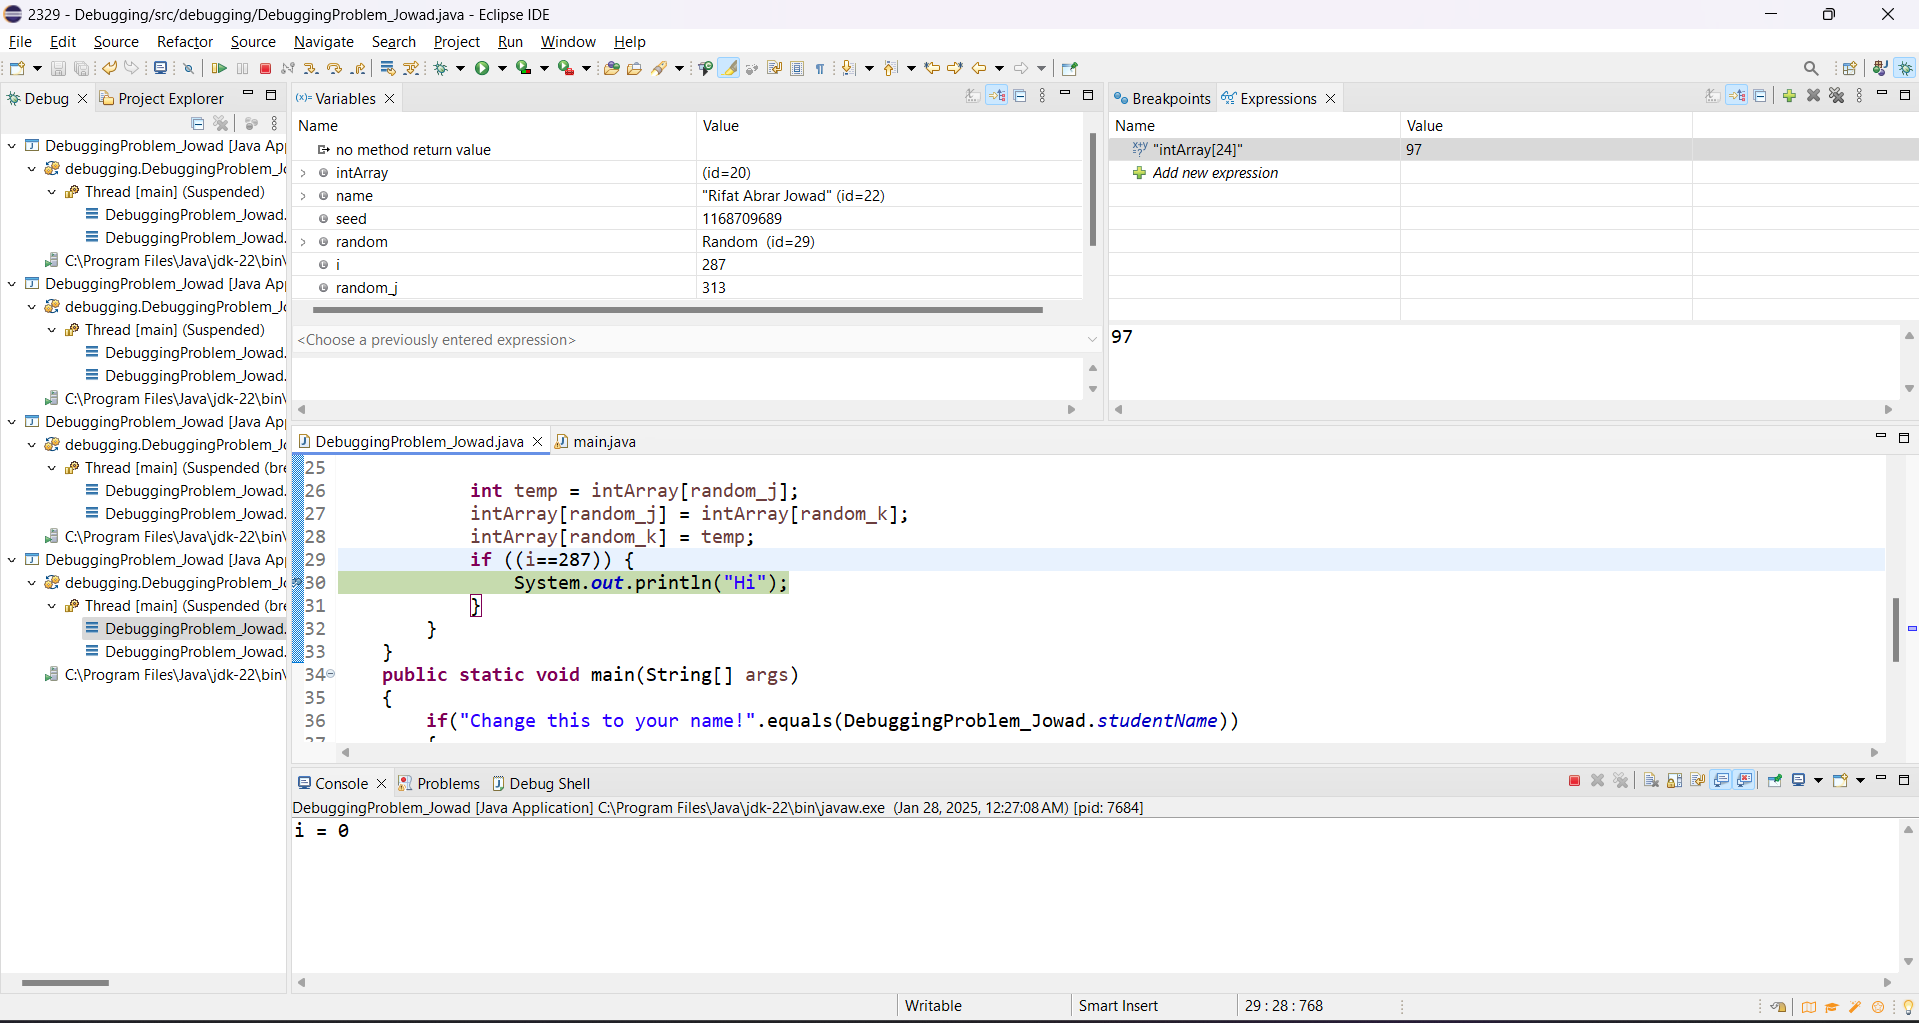 2329 - Debugging/src/debugging/DebuggingProblem_Jowad.java - Eclipse IDE
File Edit Source Refactor Source Navigate Search Project Run Window Help
Debug Project Explorer
DebuggingProblem_Jowad [Java Ap
debugging.DebuggingProblem_Jo
Thread [main] (Suspended)
DebuggingProblem_Jowad.
DebuggingProblem_Jowad.
C:\Program Files\Java\jdk-22\bin\
DebuggingProblem_Jowad [Java Ap
debugging.DebuggingProblem_Jo
Thread [main] (Suspended)
DebuggingProblem_Jowad.
DebuggingProblem_Jowad.
C:\Program Files\Java\jdk-22\bin\
DebuggingProblem_Jowad [Java Ap
debugging.DebuggingProblem_Jo
Thread [main] (Suspended (bre
DebuggingProblem_Jowad.
DebuggingProblem_Jowad.
C:\Program Files\Java\jdk-22\bin\
DebuggingProblem_Jowad [Java Ap
debugging.DebuggingProblem_Jo
Thread [main] (Suspended (bre
DebuggingProblem_Jowad.
DebuggingProblem_Jowad.
C:\Program Files\Java\jdk-22\bin\
(x)= Variables
Name Value
no method return value
intArray (id=20)
name "Rifat Abrar Jowad" (id=22)
seed 1168709689
random Random (id=29)
i 287
random_j 313
<Choose a previously entered expression>
Breakpoints Expressions
Name Value
"intArray[24]" 97
Add new expression
97
DebuggingProblem_Jowad.java main.java
25
26 int temp = intArray[random_j];
27 intArray[random_j] = intArray[random_k];
28 intArray[random_k] = temp;
29 if ((i==287)) {
30 System.out.println("Hi");
31 }
32 }
33 }
34 public static void main(String[] args)
35 {
36 if("Change this to your name!".equals(DebuggingProblem_Jowad.studentName))
37 {
Console Problems Debug Shell
DebuggingProblem_Jowad [Java Application] C:\Program Files\Java\jdk-22\bin\javaw.exe (Jan 28, 2025, 12:27:08 AM) [pid: 7684]
i = 0
Writable Smart Insert 29 : 28 : 768